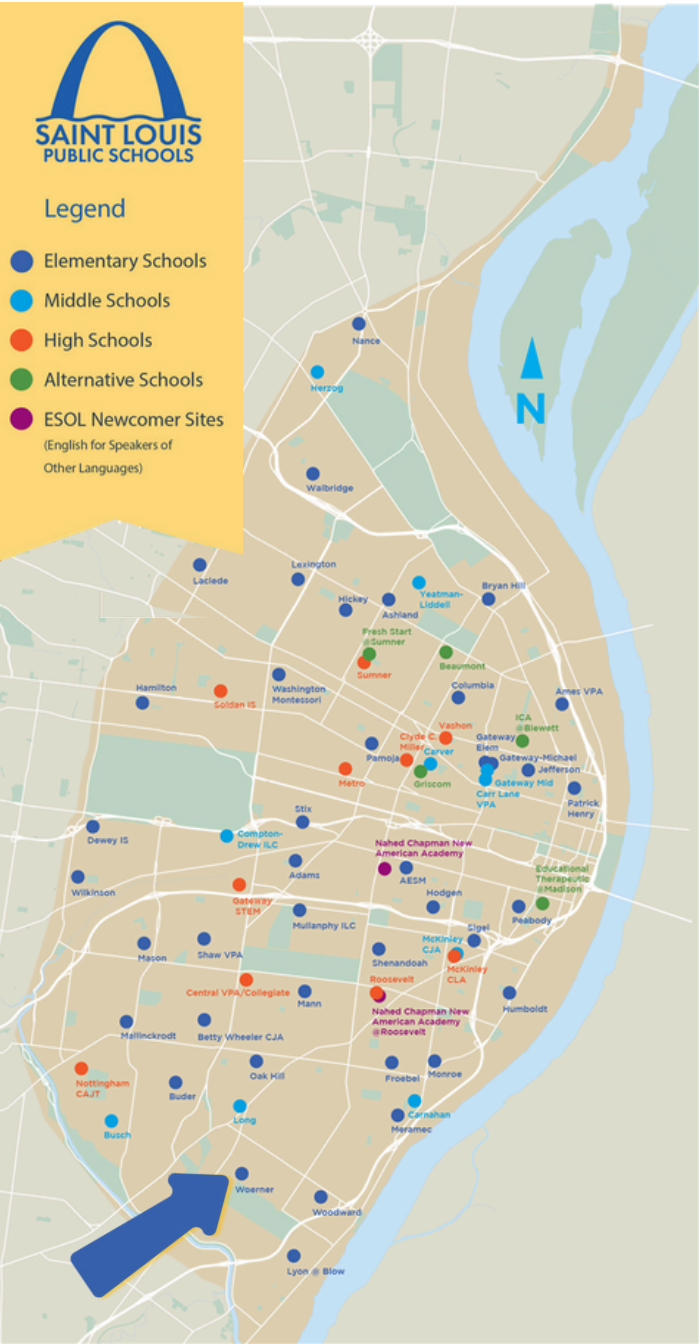 SAINT LOUIS
PUBLIC SCHOOLS
Legend
Elementary Schools
Middle Schools
High Schools
Alternative Schools
ESOL Newcomer Sites
(English for Speakers of
Other Languages)
N
Nance
Herzog
Walbridge
Laclede
Lexington
Hickey
Ashland
Yeatman-
Liddell
Bryan Hill
Fresh Start
@Sumner
Sumner
Beaumont
Hamilton
Soldan IS
Washington
Montessori
Columbia
Ames VPA
ICA
@Blewett
Vashon
Clyde C.
Miller
Carver
Pamoja
Gateway
Elem
Gateway-Michael
Jefferson
Metro
Griscom
Gateway Mid
Carr Lane
VPA
Patrick
Henry
Stix
Dewey IS
Compton-
Drew ILC
Nahed Chapman New
American Academy
AESM
Adams
Wilkinson
Educational
Therapeutic
@Madison
Gateway
STEM
Hodgen
Peabody
Mullanphy ILC
Sigel
McKinley
CJA
Mason
Shaw VPA
Shenandoah
McKinley
CLA
Central VPA/Collegiate
Roosevelt
Mann
Humboldt
Nahed Chapman New
American Academy
@Roosevelt
Mallinckrodt
Betty Wheeler CJA
Oak Hill
Froebel
Monroe
Nottingham
CAJT
Buder
Long
Carnahan
Meramec
Busch
Woerner
Woodward
Lyon @ Blow